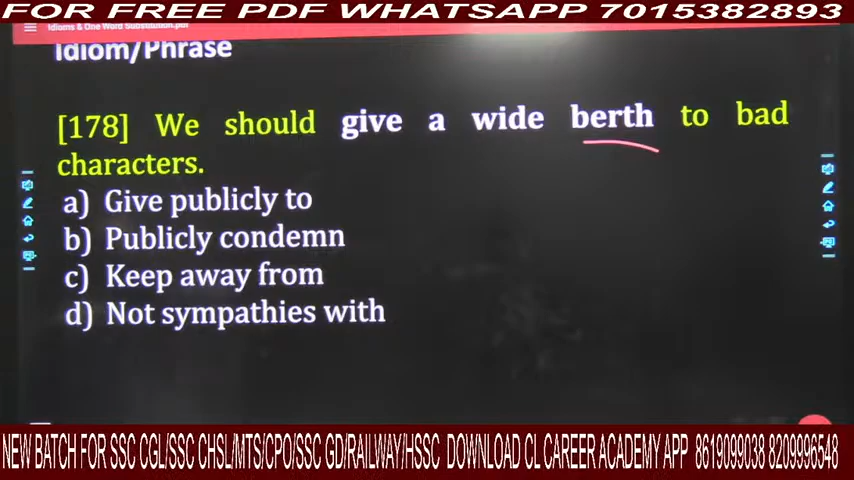 FOR FREE PDF WHATSAPP 7015382893
Idioms & One Word Substitution.pdf
Idiom/Phrase
[178] We should give a wide berth to bad
characters.
a) Give publicly to
b) Publicly condemn
c) Keep away from
d) Not sympathies with
NEW BATCH FOR SSC CGL/SSC CHSL/MTS/CPO/SSC GD/RAILWAY/HSSC DOWNLOAD CL CAREER ACADEMY APP 8619099038 8209996548